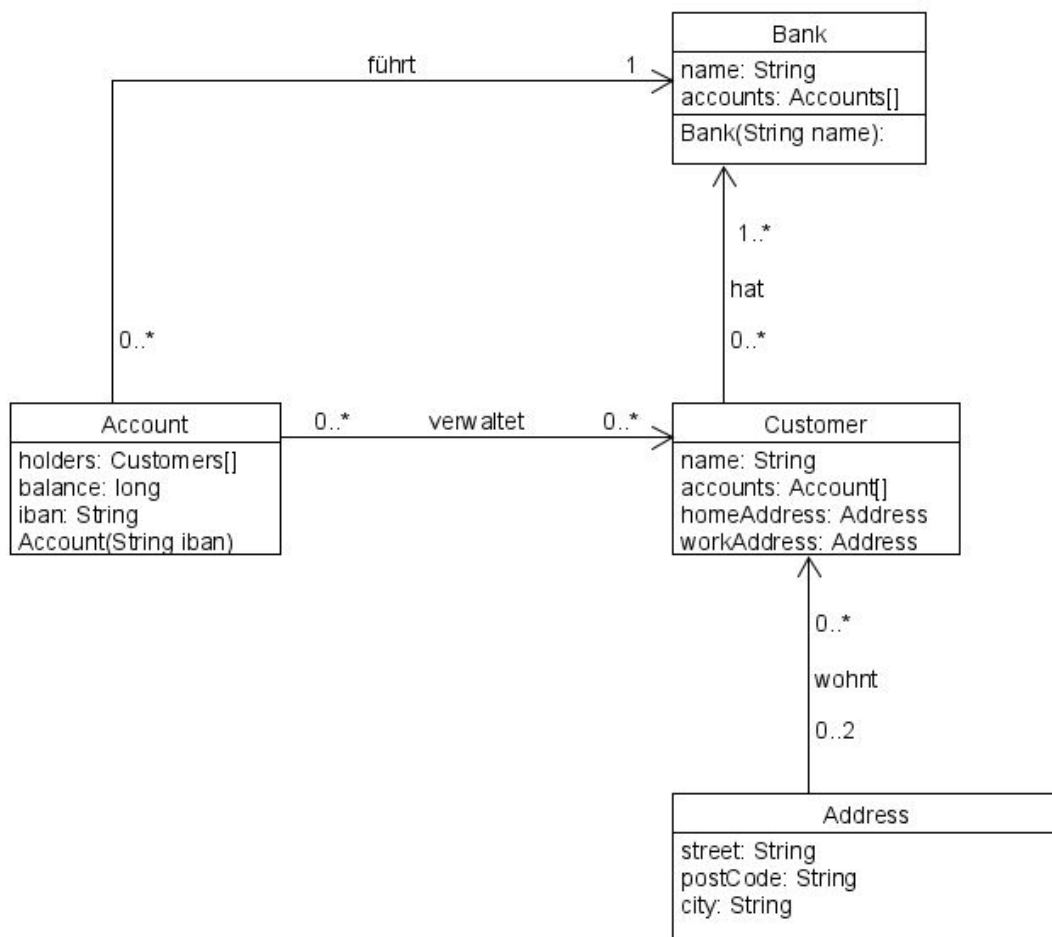 Bank
name: String
accounts: Accounts[]
Bank(String name):
führt
1
1..*
hat
0..*
0..*
Account
holders: Customers[]
balance: long
iban: String
Account(String iban)
0..*
verwaltet
0..*
Customer
name: String
accounts: Account[]
homeAddress: Address
workAddress: Address
0..*
wohnt
0..2
Address
street: String
postCode: String
city: String